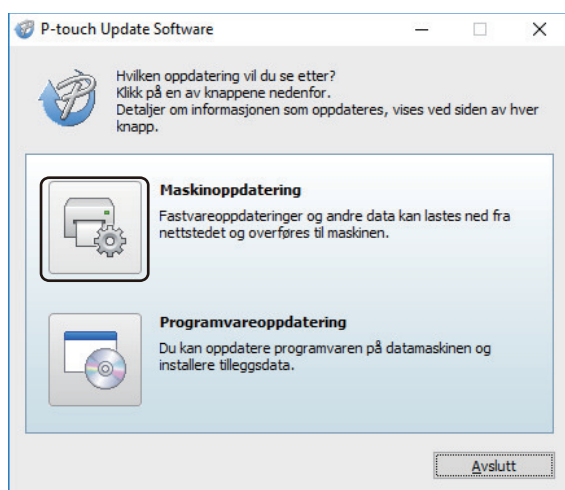 P-touch Update Software
Hvilken oppdatering vil du se etter?
Klikk på en av knappene nedenfor.
Detaljer om informasjonen som oppdateres, vises ved siden av hver
knapp.
Maskinoppdatering
Fastvareoppdateringer og andre data kan lastes ned fra
nettstedet og overføres til maskinen.
Programvareoppdatering
Du kan oppdatere programvaren på datamaskinen og
installere tilleggsdata.
Avslutt